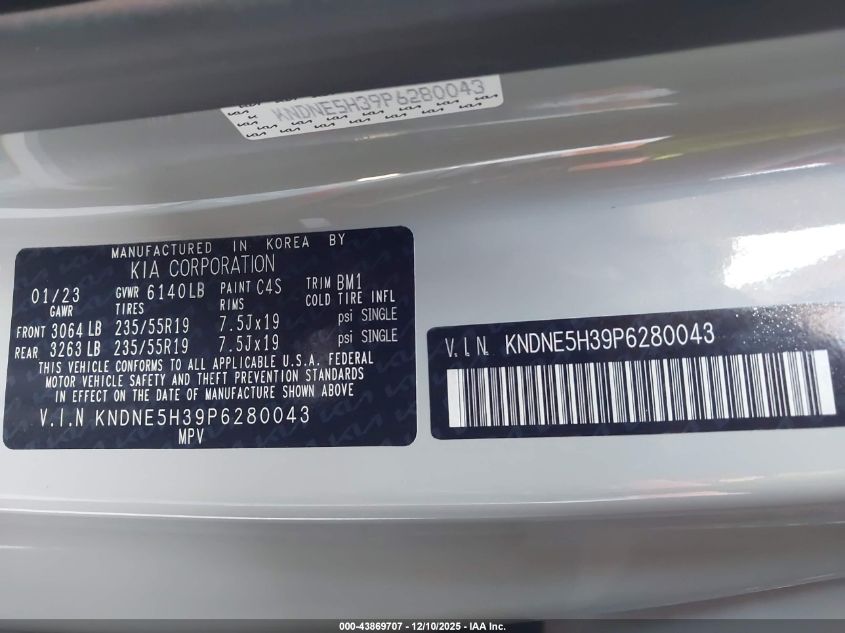 KNDNE5H39P6280043
MANUFACTURED IN KOREA BY
KIA CORPORATION
01/23 GVWR 6140LB PAINT C4S TRIM BM1
GAWR TIRES RIMS COLD TIRE INFL
FRONT 3064 LB 235/55R19 7.5Jx19 psi SINGLE
REAR 3263 LB 235/55R19 7.5Jx19 psi SINGLE
THIS VEHICLE CONFORMS TO ALL APPLICABLE U.S.A. FEDERAL
MOTOR VEHICLE SAFETY AND THEFT PREVENTION STANDARDS
IN EFFECT ON THE DATE OF MANUFACTURE SHOWN ABOVE
V.I.N KNDNE5H39P6280043
MPV
V.I.N. KNDNE5H39P6280043
000-43869707 - 12/10/2025 - IAA Inc.